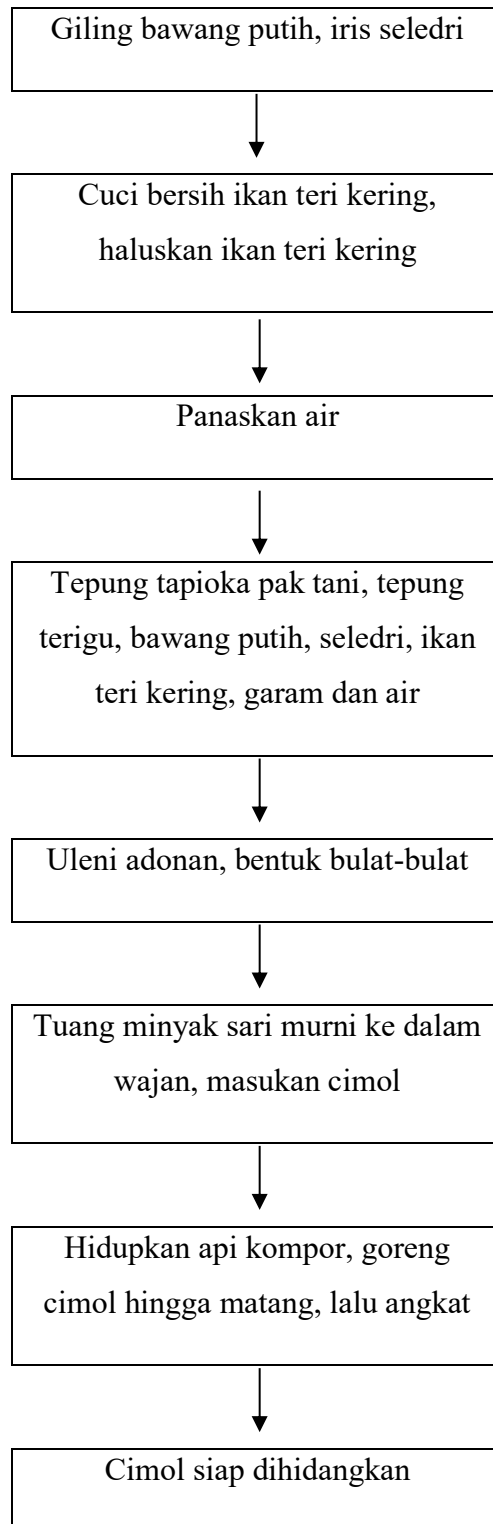 Giling bawang putih, iris seledri
Cuci bersih ikan teri kering,
haluskan ikan teri kering
Panaskan air
Tepung tapioka pak tani, tepung
terigu, bawang putih, seledri, ikan
teri kering, garam dan air
Uleni adonan, bentuk bulat-bulat
Tuang minyak sari murni ke dalam
wajan, masukan cimol
Hidupkan api kompor, goreng
cimol hingga matang, lalu angkat
Cimol siap dihidangkan